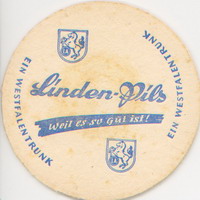 EIN WESTFALENTRUNK
Linden-Pils
Weil es so gut ist!
EIN WESTFALENTRUNK